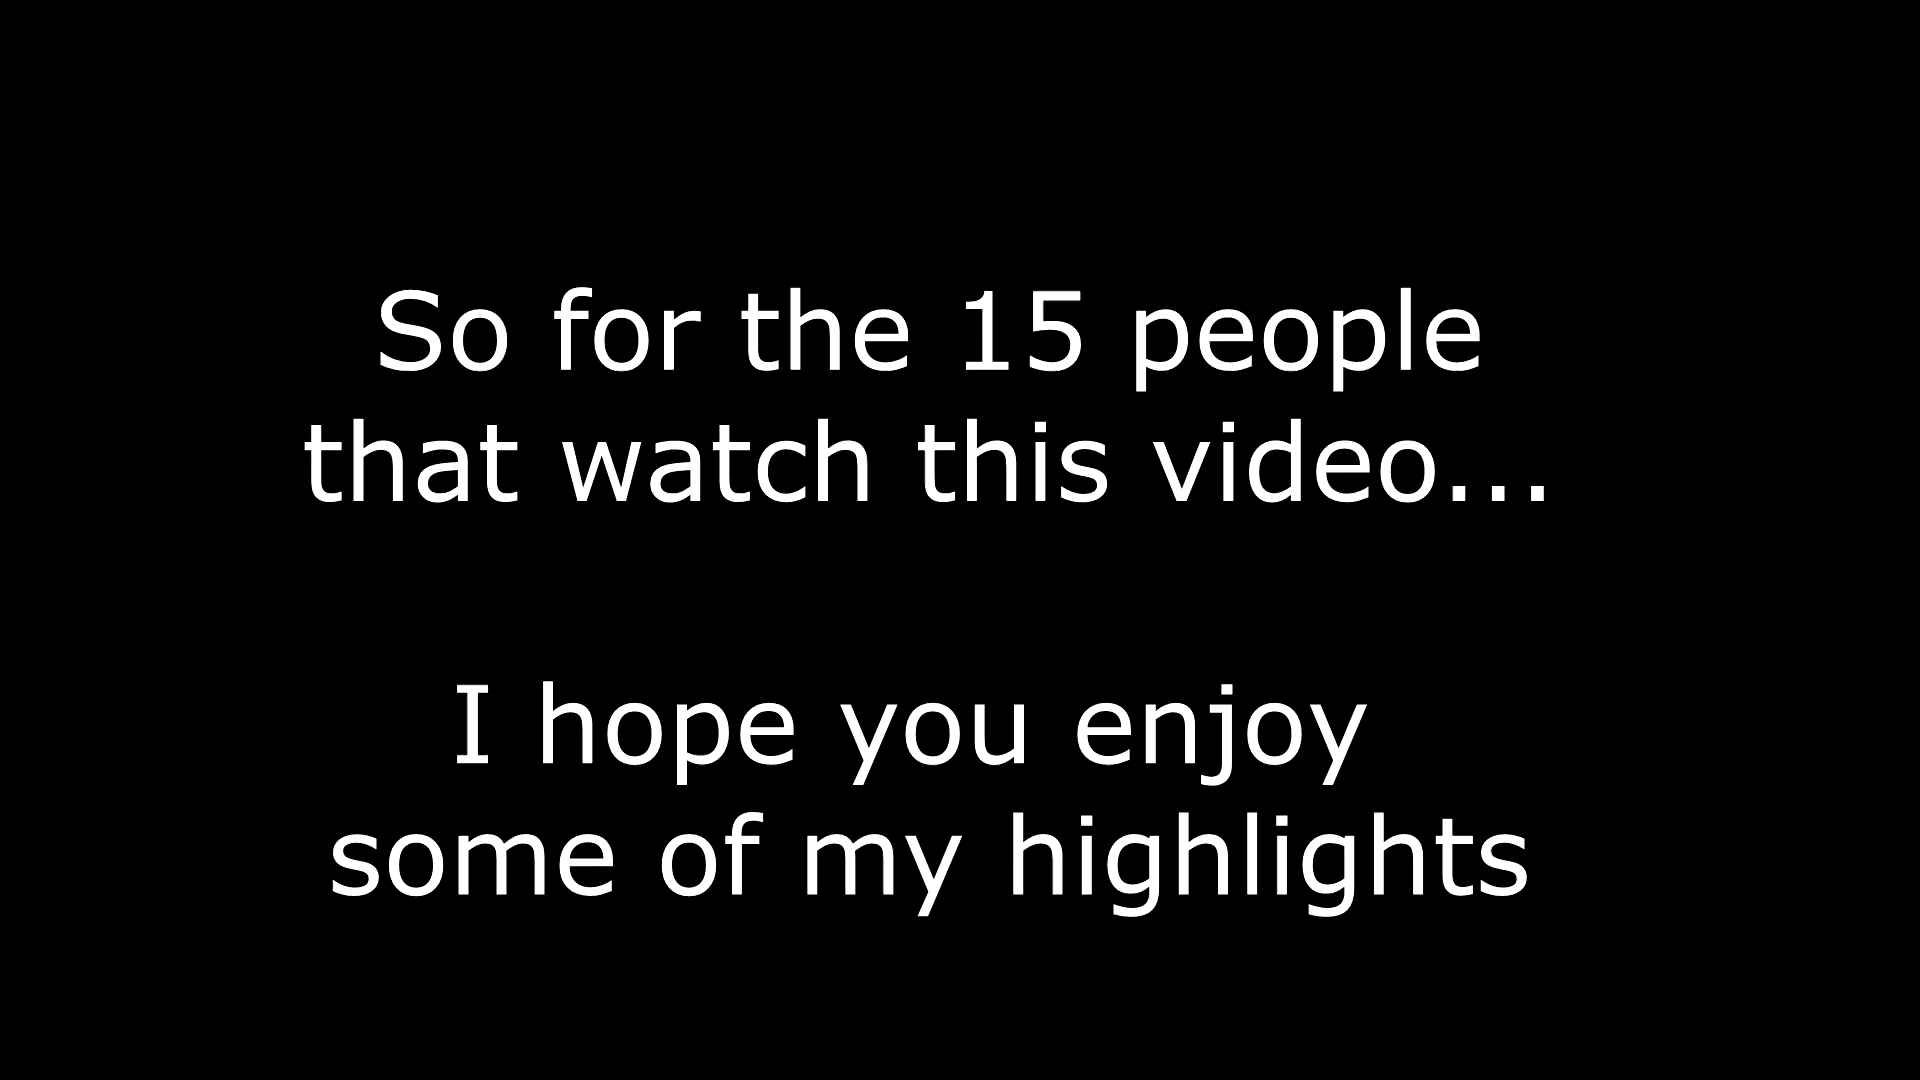 So for the 15 people
that watch this video...
I hope you enjoy
some of my highlights